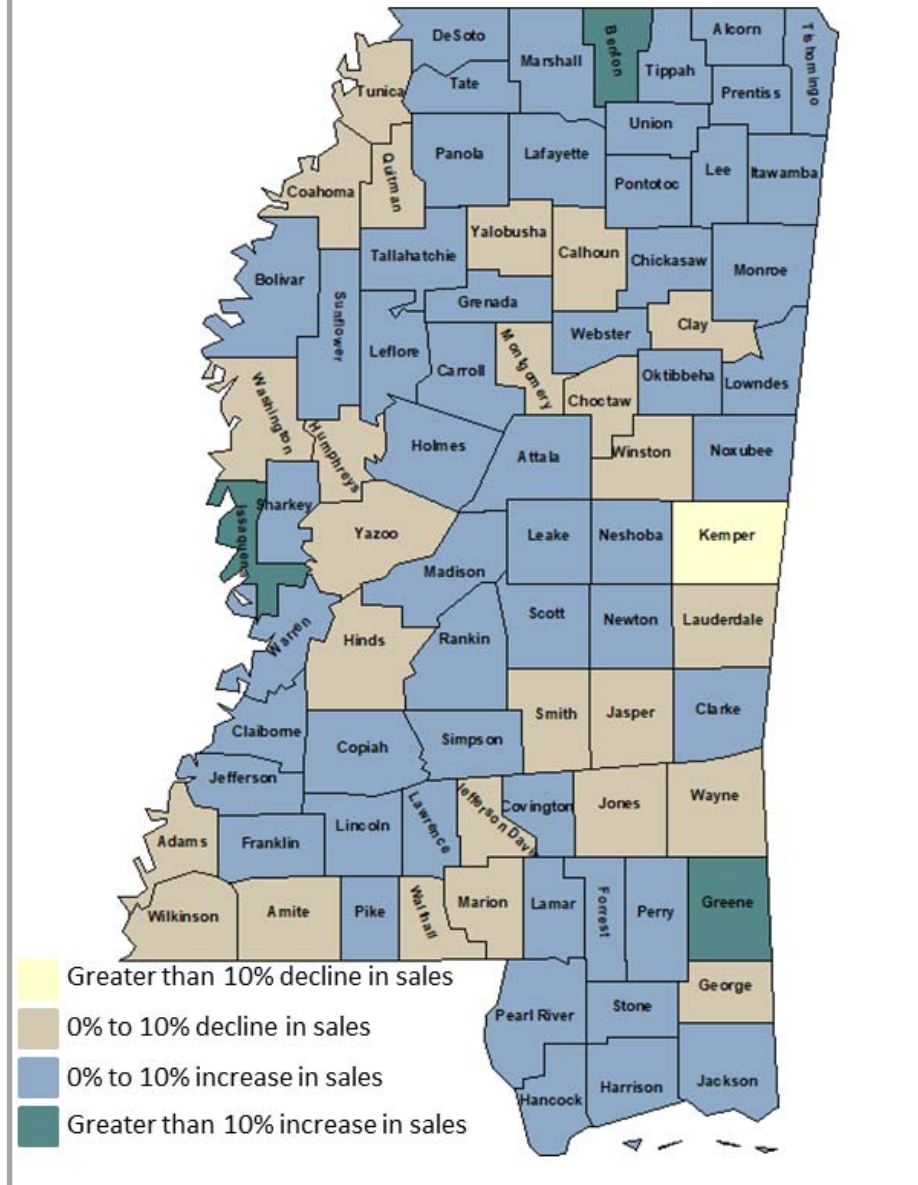 DeSoto
Marshall
Benton
Tippah
Alcorn
Tishomingo
Tunica
Tate
Prentiss
Union
Quitman
Panola
Lafayette
Pontotoc
Lee
Itawamba
Coahoma
Yalobusha
Calhoun
Tallahatchie
Chickasaw
Monroe
Bolivar
Sunflower
Grenada
Webster
Clay
Leflore
Carroll
Montgomery
Choctaw
Oktibbeha
Lowndes
Washington
Humphreys
Holmes
Attala
Winston
Noxubee
Sharkey
Issaquena
Yazoo
Leake
Neshoba
Kemper
Madison
Warren
Hinds
Rankin
Scott
Newton
Lauderdale
Smith
Jasper
Clarke
Claiborne
Copiah
Simpson
Jefferson
Lawrence
Jefferson Davis
Covington
Jones
Wayne
Adams
Franklin
Lincoln
Wilkinson
Amite
Pike
Walthall
Marion
Lamar
Forrest
Perry
Greene
George
Pearl River
Stone
Hancock
Harrison
Jackson
Greater than 10% decline in sales
0% to 10% decline in sales
0% to 10% increase in sales
Greater than 10% increase in sales